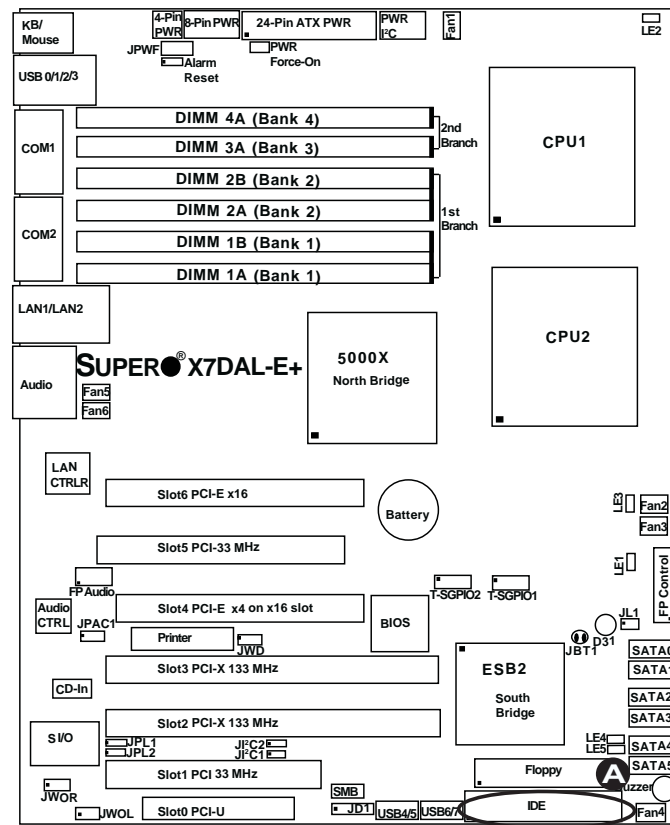 KB/
Mouse
4-Pin
PWR
8-Pin PWR
24-Pin ATX PWR
PWR
I²C
Fan1
LE2
JPWF
Alarm
Reset
PWR
Force-On
USB 0/1/2/3
COM1
COM2
DIMM 4A (Bank 4)
DIMM 3A (Bank 3)
DIMM 2B (Bank 2)
DIMM 2A (Bank 2)
DIMM 1B (Bank 1)
DIMM 1A (Bank 1)
2nd
Branch
1st
Branch
CPU1
CPU2
LAN1/LAN2
Audio
SUPER® X7DAL-E+
Fan5
Fan6
5000X
North Bridge
LAN
CTRLR
Slot6 PCI-E x16
Battery
LE3
Fan2
Fan3
Slot5 PCI-33 MHz
LE1
FP Control
FP Audio
T-SGPIO2
T-SGPIO1
Audio
CTRL
JPAC1
Slot4 PCI-E x4 on x16 slot
BIOS
JL1
D31
JBT1
Printer
JWD
SATA0
SATA1
SATA2
SATA3
SATA4
SATA5
Slot3 PCI-X 133 MHz
ESB2
South
Bridge
CD-In
Slot2 PCI-X 133 MHz
S I/O
JPL1
JPL2
JI²C2
JI²C1
LE4
LE5
Slot1 PCI 33 MHz
Floppy
A
uzzer
JWOR
JWOL
Slot0 PCI-U
SMB
JD1
USB4/5
USB6/7
IDE
Fan4